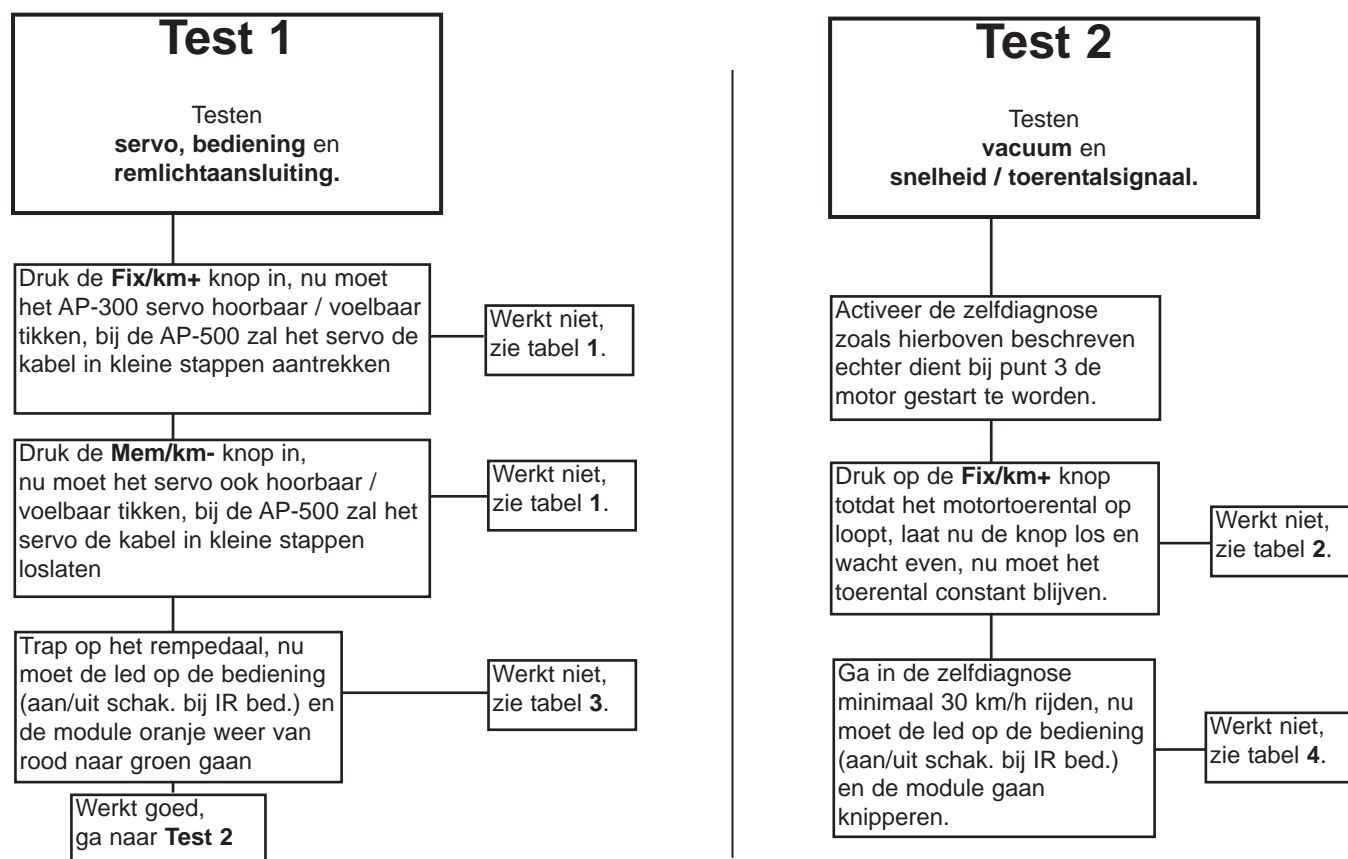 Test 1
Testen
servo, bediening en
remlichtaansluiting.
Druk de Fix/km+ knop in, nu moet
het AP-300 servo hoorbaar / voelbaar
tikken, bij de AP-500 zal het servo de
kabel in kleine stappen aantrekken
Werkt niet,
zie tabel 1.
Druk de Mem/km- knop in,
nu moet het servo ook hoorbaar /
voelbaar tikken, bij de AP-500 zal het
servo de kabel in kleine stappen
loslaten
Werkt niet,
zie tabel 1.
Trap op het rempedaal, nu
moet de led op de bediening
(aan/uit schak. bij IR bed.) en
de module oranje weer van
rood naar groen gaan
Werkt niet,
zie tabel 3.
Werkt goed,
ga naar Test 2
Test 2
Testen
vacuum en
snelheid / toerentalsignaal.
Activeer de zelfdiagnose
zoals hierboven beschreven
echter dient bij punt 3 de
motor gestart te worden.
Druk op de Fix/km+ knop
totdat het motortoerental op
loopt, laat nu de knop los en
wacht even, nu moet het
toerental constant blijven.
Werkt niet,
zie tabel 2.
Ga in de zelfdiagnose
minimaal 30 km/h rijden, nu
moet de led op de bediening
(aan/uit schak. bij IR bed.)
en de module gaan
knipperen.
Werkt niet,
zie tabel 4.